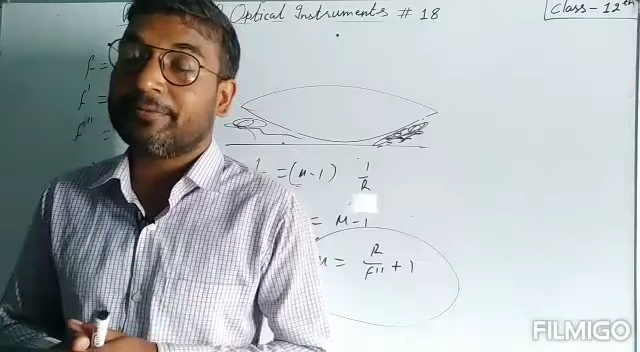 Optical Instruments # 18
Class - 12th
f =
f' =
f'' =
= (μ-1) 1/R
= μ-1
μ = R/f'' + 1
FILMIGO